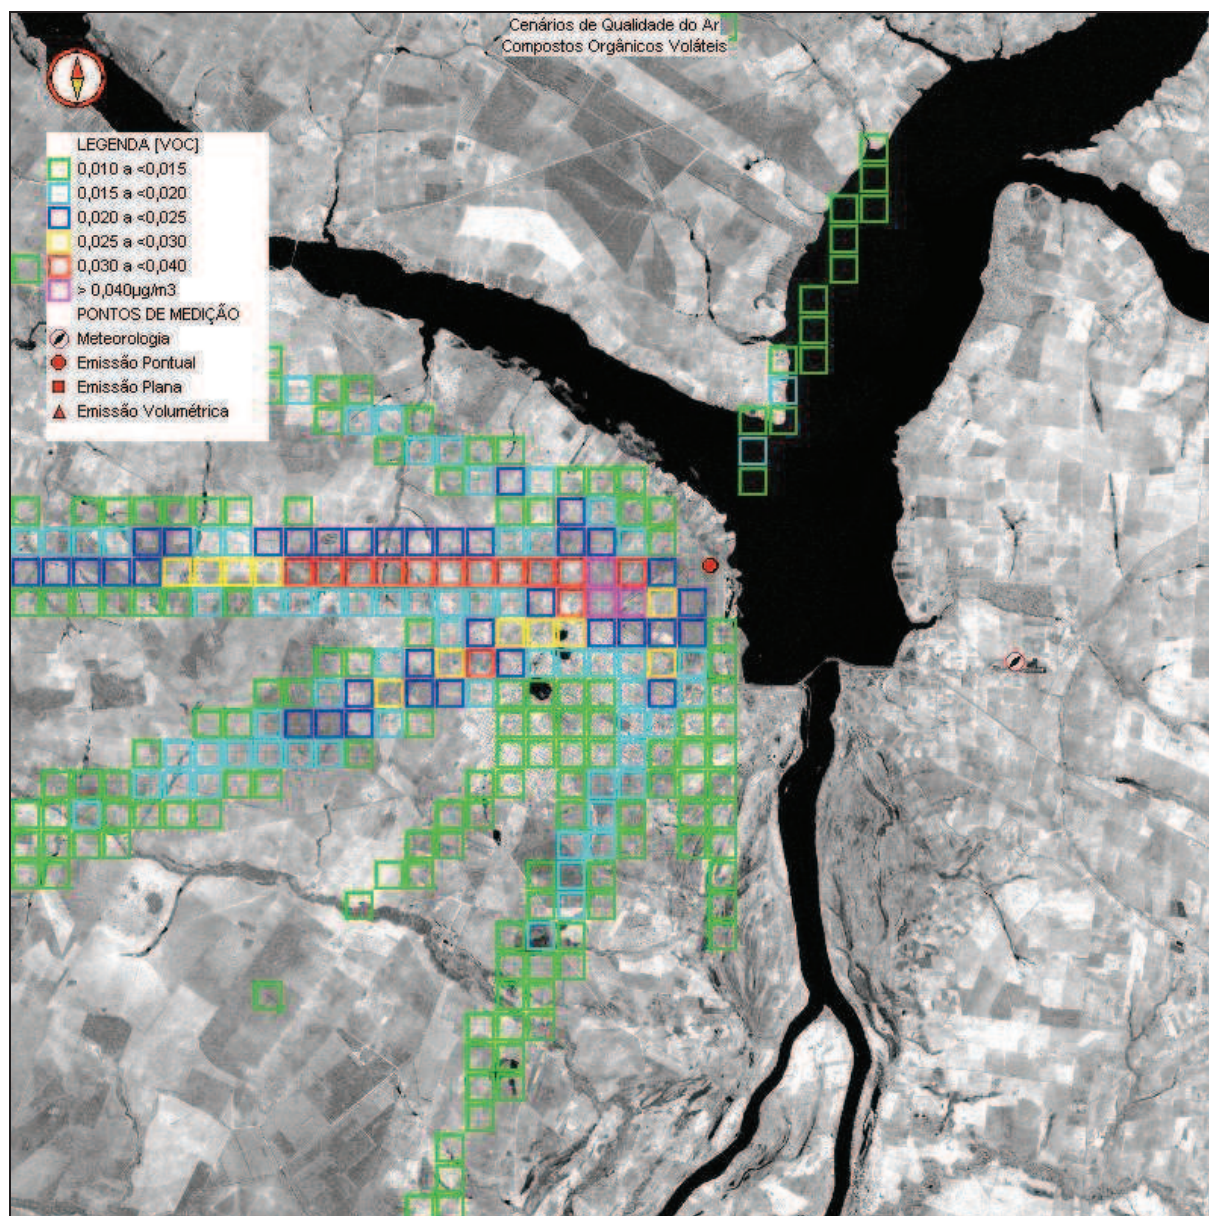 Cenários de Qualidade do Ar
Compostos Orgânicos Voláteis
LEGENDA [VOC]
0,010 a <0,015
0,015 a <0,020
0,020 a <0,025
0,025 a <0,030
0,030 a <0,040
> 0,040µg/m3
PONTOS DE MEDIÇÃO
Meteorologia
Emissão Pontual
Emissão Plana
Emissão Volumétrica